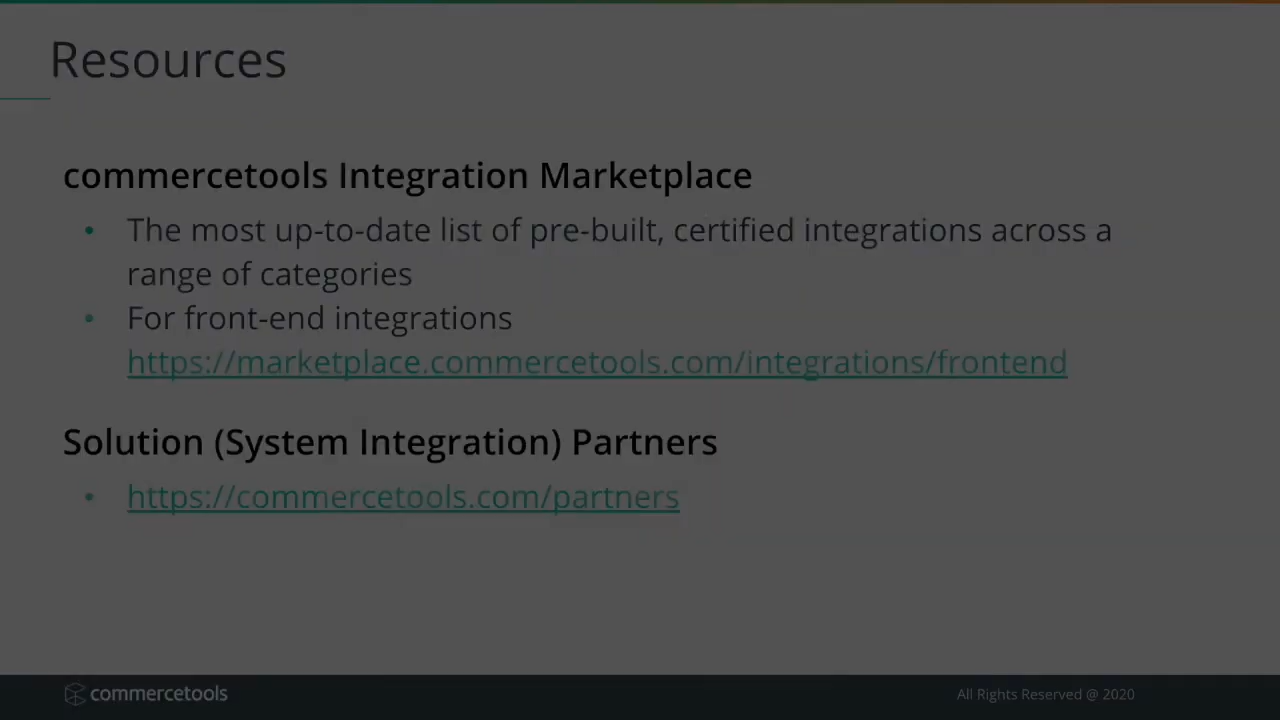 Resources
commercetools Integration Marketplace
• The most up-to-date list of pre-built, certified integrations across a
range of categories
• For front-end integrations
https://marketplace.commercetools.com/integrations/frontend
Solution (System Integration) Partners
• https://commercetools.com/partners
commercetools
All Rights Reserved @ 2020